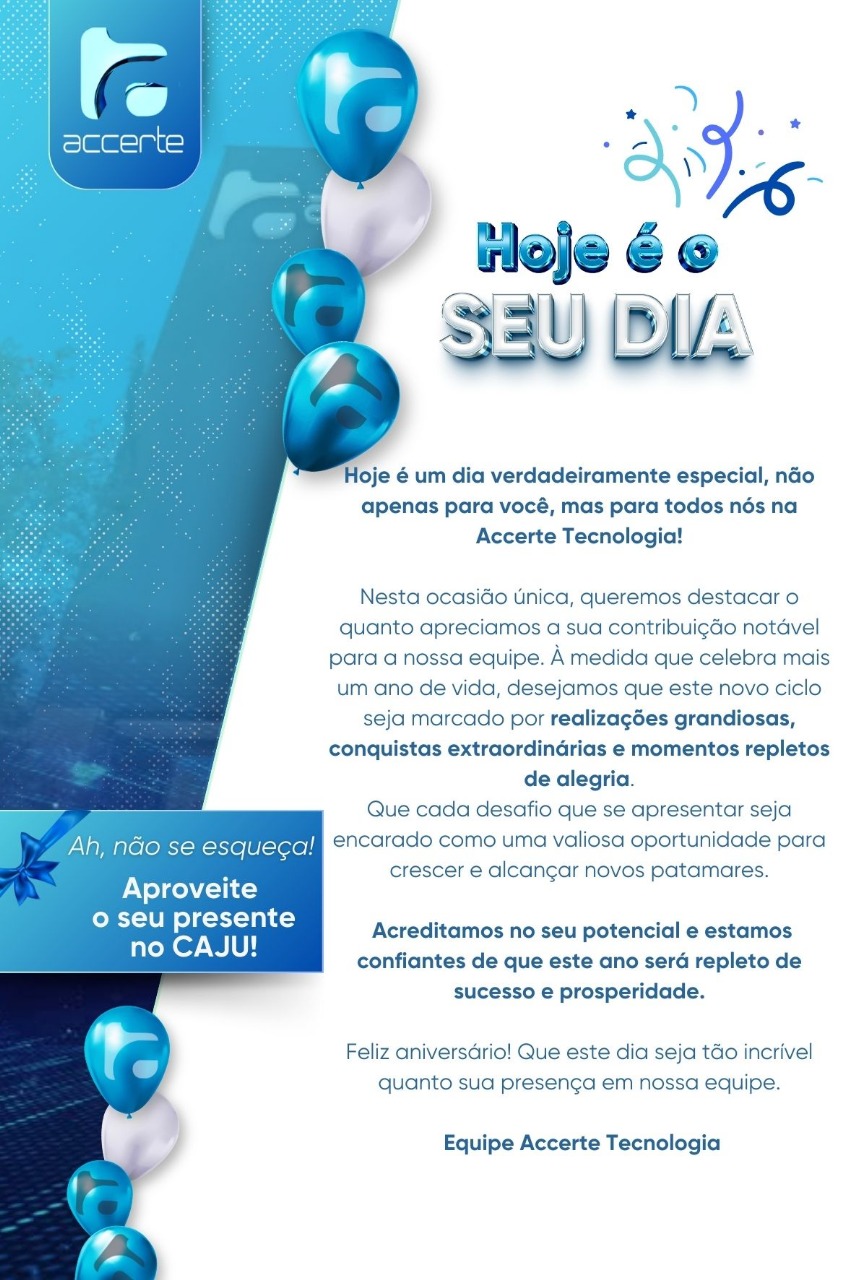 accerte
Hoje é o
SEU DIA
Hoje é um dia verdadeiramente especial, não
apenas para você, mas para todos nós na
Accerte Tecnologia!
Nesta ocasião única, queremos destacar o
quanto apreciamos a sua contribuição notável
para a nossa equipe. À medida que celebra mais
um ano de vida, desejamos que este novo ciclo
seja marcado por realizações grandiosas,
conquistas extraordinárias e momentos repletos
de alegria.
Que cada desafio que se apresentar seja
encarado como uma valiosa oportunidade para
crescer e alcançar novos patamares.
Acreditamos no seu potencial e estamos
confiantes de que este ano será repleto de
sucesso e prosperidade.
Feliz aniversário! Que este dia seja tão incrível
quanto sua presença em nossa equipe.
Equipe Accerte Tecnologia
Ah, não se esqueça!
Aproveite
o seu presente
no CAJU!